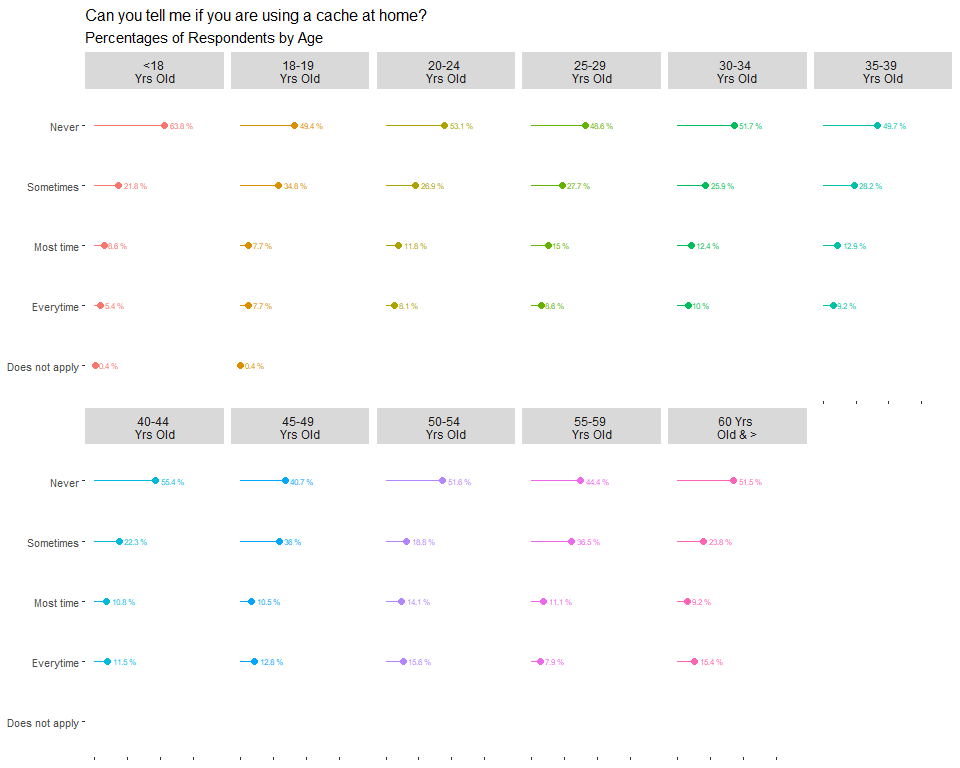 Can you tell me if you are using a cache at home?
Percentages of Respondents by Age
<18 Yrs Old
18-19 Yrs Old
20-24 Yrs Old
25-29 Yrs Old
30-34 Yrs Old
35-39 Yrs Old
Never 63.8 % 49.4 % 53.1 % 48.6 % 51.7 % 49.7 %
Sometimes 21.8 % 34.8 % 26.9 % 27.7 % 25.9 % 28.2 %
Most time 8.6 % 7.7 % 11.8 % 15 % 12.4 % 12.9 %
Everytime 5.4 % 7.7 % 8.1 % 8.6 % 10 % 9.2 %
Does not apply 0.4 % 0.4 %
40-44 Yrs Old
45-49 Yrs Old
50-54 Yrs Old
55-59 Yrs Old
60 Yrs Old & >
Never 55.4 % 40.7 % 51.6 % 44.4 % 51.5 %
Sometimes 22.3 % 36 % 18.8 % 36.5 % 23.8 %
Most time 10.8 % 10.5 % 14.1 % 11.1 % 9.2 %
Everytime 11.5 % 12.8 % 15.6 % 7.9 % 15.4 %
Does not apply